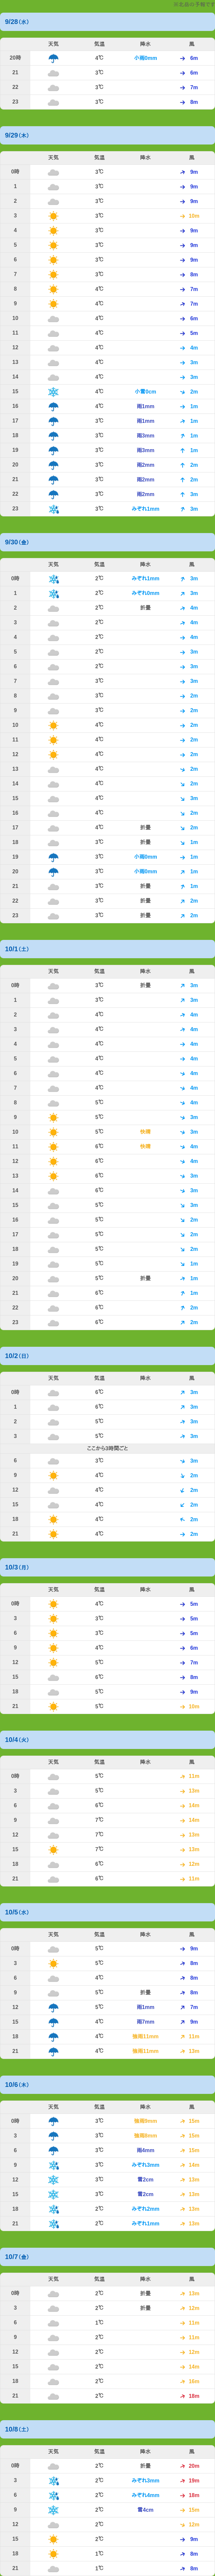 9/28(水)
天気 気温 降水 風
20時 4℃ 小雨0mm 6m
21 3℃ 6m
22 3℃ 7m
23 3℃ 8m
9/29(木)
天気 気温 降水 風
0時 3℃ 9m
1 3℃ 9m
2 3℃ 9m
3 3℃ 10m
4 3℃ 9m
5 3℃ 9m
6 3℃ 9m
7 3℃ 8m
8 4℃ 7m
9 4℃ 7m
10 4℃ 6m
11 4℃ 5m
12 4℃ 4m
13 4℃ 3m
14 4℃ 3m
15 4℃ 小雪0cm 2m
16 4℃ 雨1mm 1m
17 3℃ 雨1mm 1m
18 3℃ 雨3mm 1m
19 3℃ 雨3mm 1m
20 3℃ 雨2mm 2m
21 3℃ 雨2mm 2m
22 3℃ 雨2mm 3m
23 3℃ みぞれ1mm 3m
9/30(金)
天気 気温 降水 風
0時 2℃ みぞれ1mm 3m
1 2℃ みぞれ0mm 3m
2 2℃ 折畳 4m
3 2℃ 4m
4 2℃ 4m
5 2℃ 3m
6 2℃ 3m
7 3℃ 3m
8 3℃ 2m
9 3℃ 2m
10 4℃ 2m
11 4℃ 2m
12 4℃ 2m
13 4℃ 2m
14 4℃ 2m
15 4℃ 3m
16 4℃ 2m
17 4℃ 折畳 2m
18 3℃ 折畳 1m
19 3℃ 小雨0mm 1m
20 3℃ 小雨0mm 1m
21 3℃ 折畳 1m
22 3℃ 折畳 2m
23 3℃ 折畳 2m
10/1(土)
天気 気温 降水 風
0時 3℃ 折畳 3m
1 3℃ 3m
2 4℃ 4m
3 4℃ 4m
4 4℃ 4m
5 4℃ 4m
6 4℃ 4m
7 4℃ 4m
8 5℃ 4m
9 5℃ 3m
10 5℃ 快晴 3m
11 6℃ 快晴 4m
12 6℃ 4m
13 6℃ 3m
14 6℃ 3m
15 5℃ 3m
16 5℃ 2m
17 5℃ 2m
18 5℃ 2m
19 5℃ 1m
20 5℃ 折畳 1m
21 6℃ 1m
22 6℃ 2m
23 6℃ 2m
10/2(日)
天気 気温 降水 風
0時 6℃ 3m
1 6℃ 3m
2 5℃ 3m
3 5℃ 3m
ここから3時間ごと
6 3℃ 3m
9 4℃ 2m
12 4℃ 2m
15 4℃ 2m
18 4℃ 2m
21 4℃ 2m
10/3(月)
天気 気温 降水 風
0時 4℃ 5m
3 3℃ 5m
6 3℃ 5m
9 4℃ 6m
12 5℃ 7m
15 6℃ 8m
18 5℃ 9m
21 5℃ 10m
10/4(火)
天気 気温 降水 風
0時 5℃ 11m
3 5℃ 13m
6 6℃ 14m
9 7℃ 14m
12 7℃ 13m
15 7℃ 13m
18 6℃ 12m
21 6℃ 11m
10/5(水)
天気 気温 降水 風
0時 5℃ 9m
3 5℃ 8m
6 4℃ 8m
9 5℃ 折畳 8m
12 5℃ 雨1mm 7m
15 4℃ 雨7mm 9m
18 4℃ 強雨11mm 11m
21 4℃ 強雨11mm 13m
10/6(木)
天気 気温 降水 風
0時 3℃ 15m
3 3℃ 15m
6 3℃ 雨4mm 15m
9 3℃ みぞれ3mm 14m
12 3℃ 雪2cm 13m
15 3℃ 雪2cm 13m
18 2℃ みぞれ2mm 13m
21 2℃ みぞれ1mm 13m
10/7(金)
天気 気温 降水 風
0時 2℃ 折畳 13m
3 2℃ 折畳 12m
6 1℃ 11m
9 2℃ 11m
12 2℃ 12m
15 2℃ 14m
18 2℃ 16m
21 2℃ 18m
10/8(土)
天気 気温 降水 風
0時 2℃ 折畳 20m
3 2℃ みぞれ3mm 19m
6 2℃ みぞれ4mm 18m
9 2℃ 雪4cm 15m
12 2℃ 12m
15 2℃ 9m
18 1℃ 8m
21 1℃ 8m